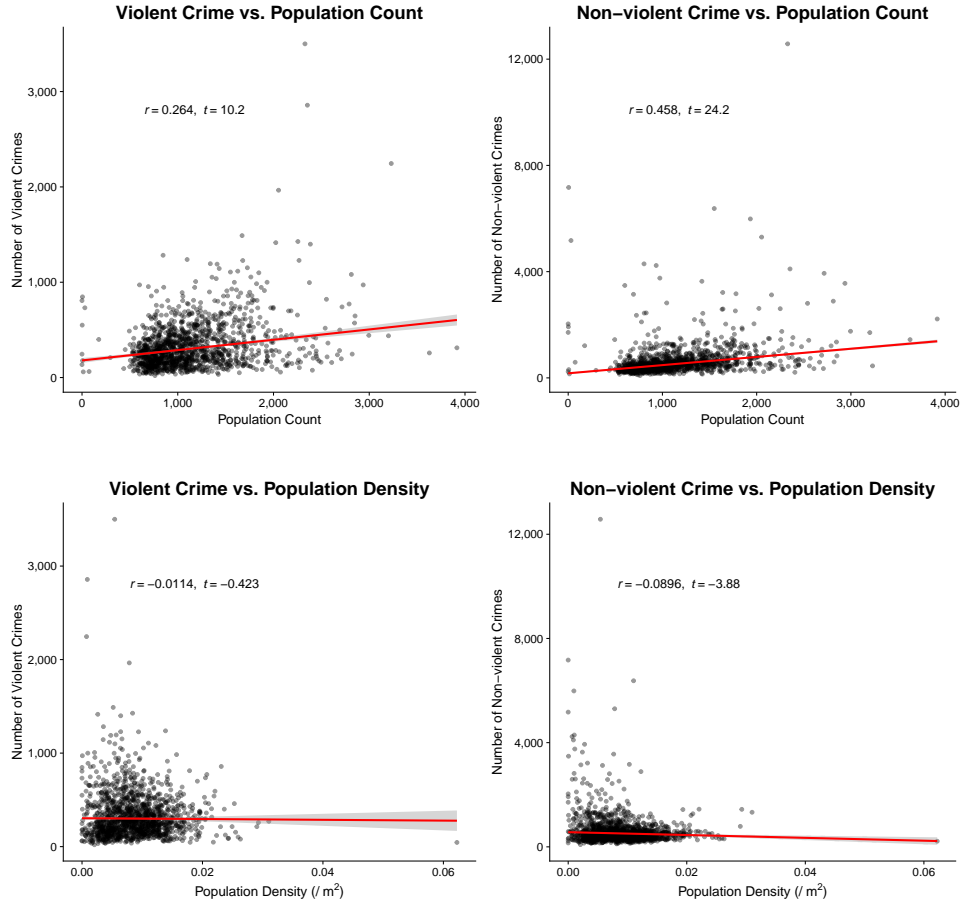 Violent Crime vs. Population Count
Number of Violent Crimes
3,000
2,000
1,000
0
r = 0.264, t = 10.2
0 1,000 2,000 3,000 4,000
Population Count
Non−violent Crime vs. Population Count
Number of Non−violent Crimes
12,000
8,000
4,000
0
r = 0.458, t = 24.2
0 1,000 2,000 3,000 4,000
Population Count
Violent Crime vs. Population Density
Number of Violent Crimes
3,000
2,000
1,000
0
r = −0.0114, t = −0.423
0.00 0.02 0.04 0.06
Population Density (/ m²)
Non−violent Crime vs. Population Density
Number of Non−violent Crimes
12,000
8,000
4,000
0
r = −0.0896, t = −3.88
0.00 0.02 0.04 0.06
Population Density (/ m²)